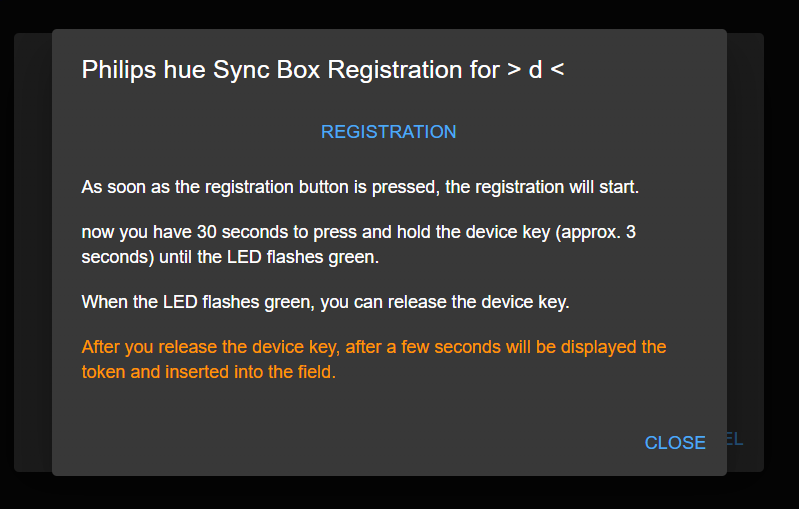 Philips hue Sync Box Registration for > d <
REGISTRATION
As soon as the registration button is pressed, the registration will start.
now you have 30 seconds to press and hold the device key (approx. 3
seconds) until the LED flashes green.
When the LED flashes green, you can release the device key.
After you release the device key, after a few seconds will be displayed the
token and inserted into the field.
CLOSE
EL